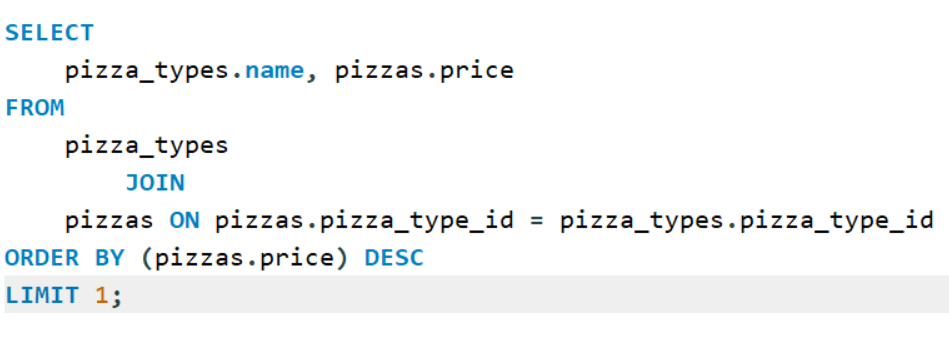 SELECT
    pizza_types.name, pizzas.price
FROM
    pizza_types
        JOIN
    pizzas ON pizzas.pizza_type_id = pizza_types.pizza_type_id
ORDER BY (pizzas.price) DESC
LIMIT 1;